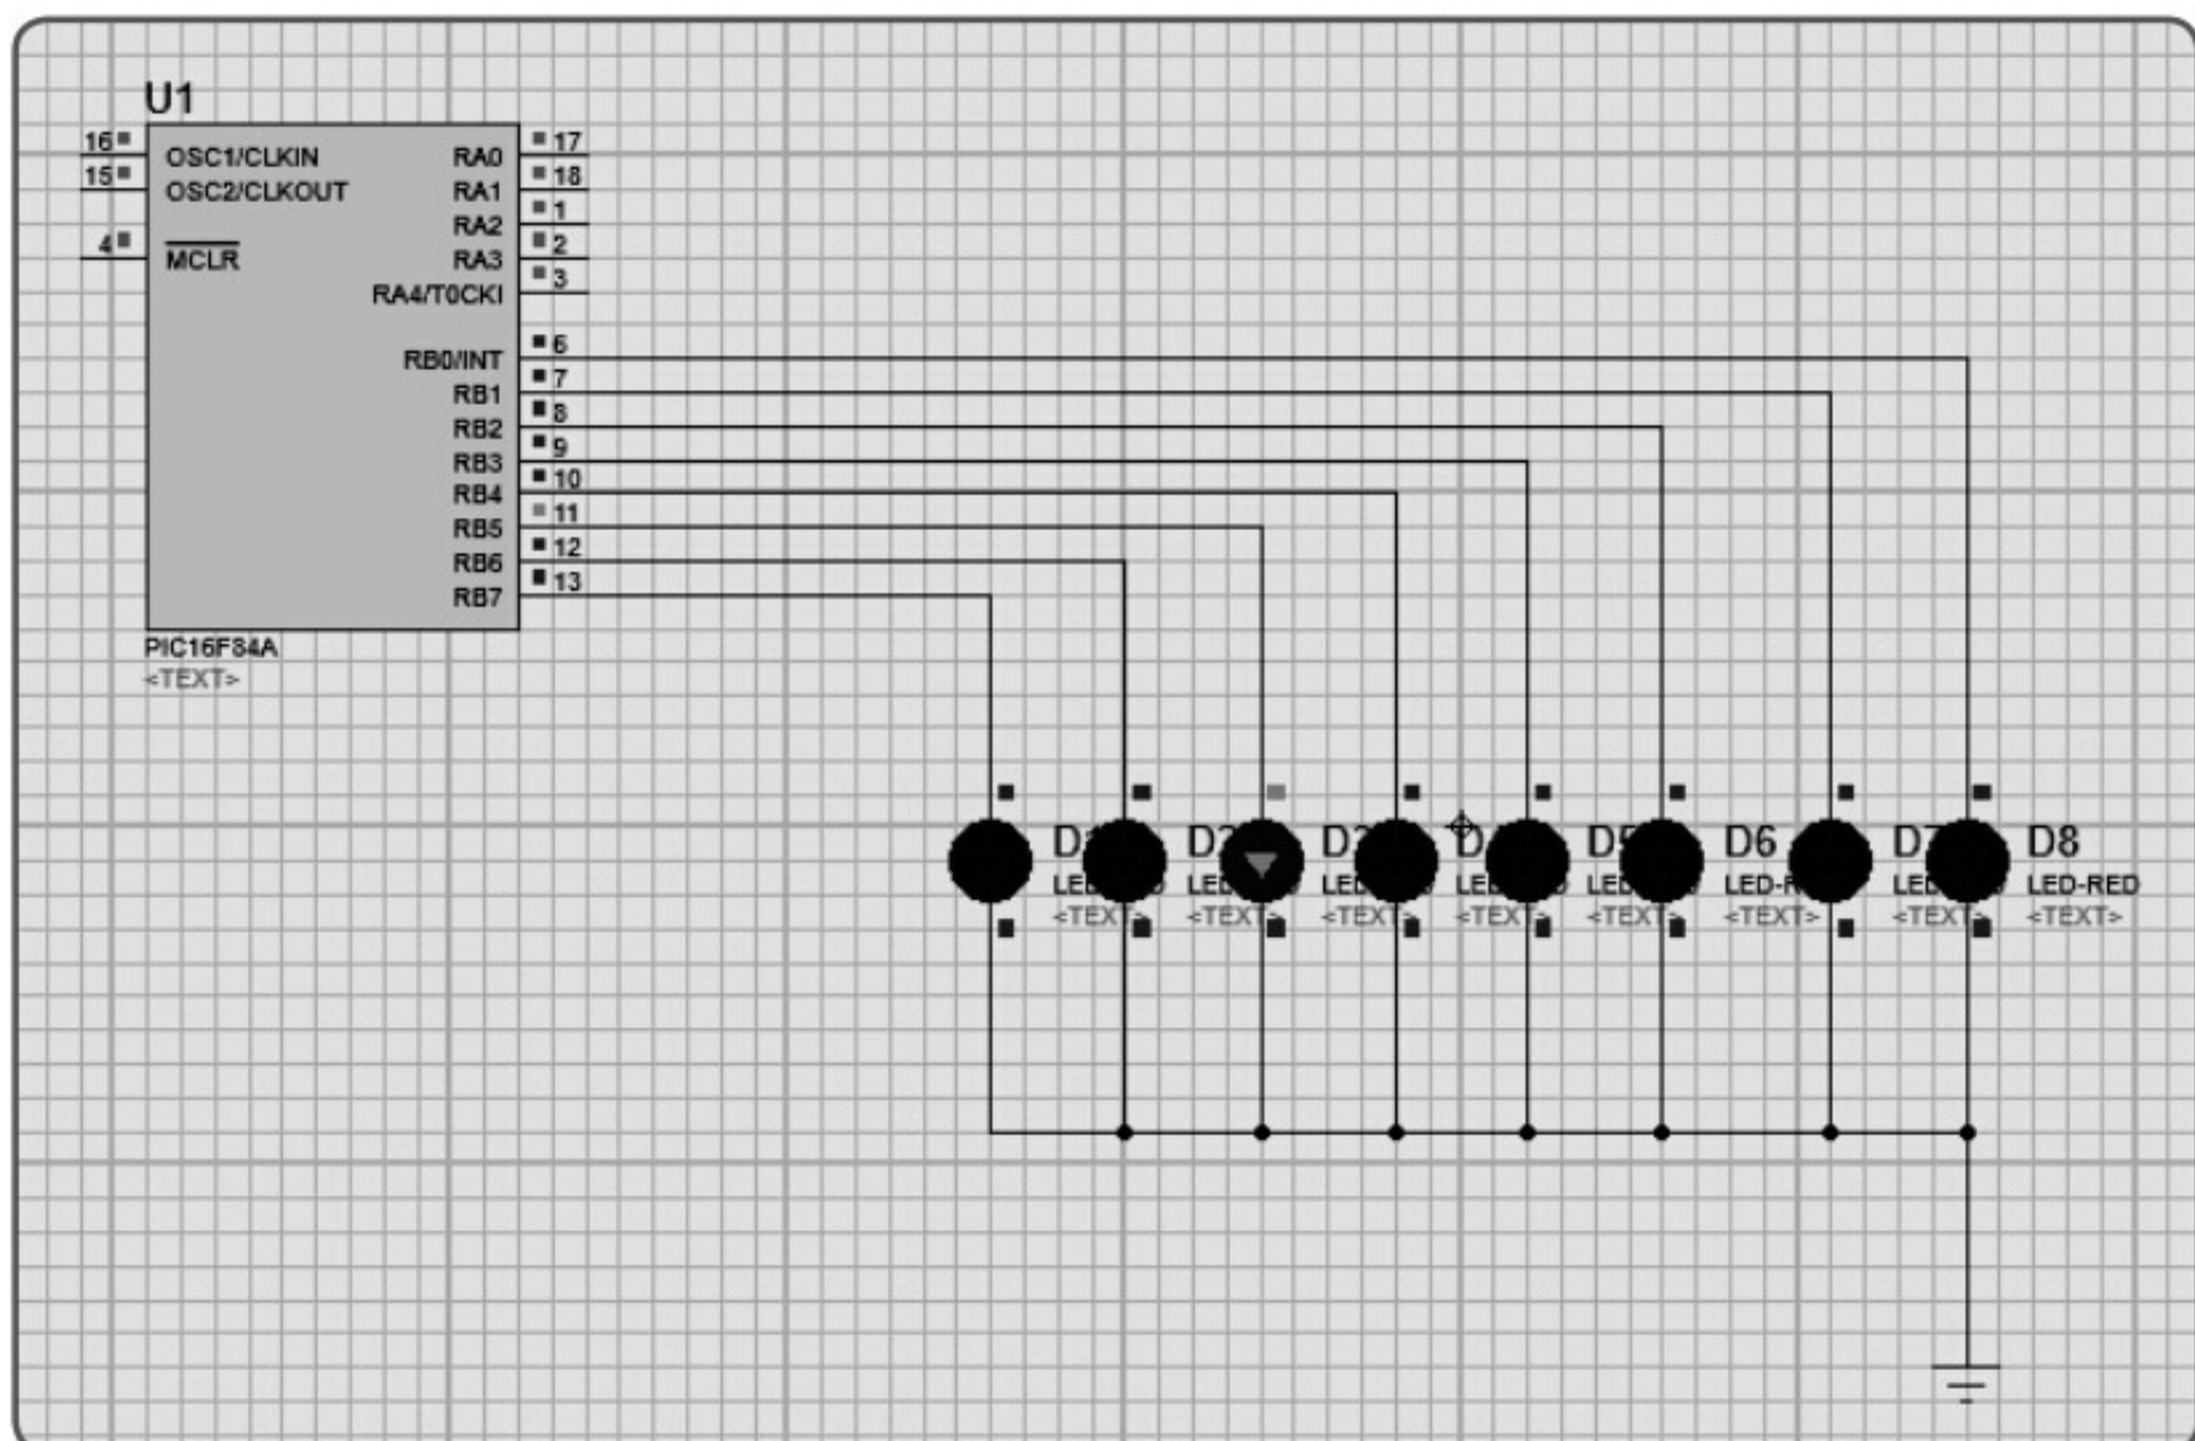 U1
16
OSC1/CLKIN
15
OSC2/CLKOUT
4
MCLR
RA0
17
RA1
18
RA2
1
RA3
2
RA4/T0CKI
3
RB0/INT
6
RB1
7
RB2
8
RB3
9
RB4
10
RB5
11
RB6
12
RB7
13
PIC16F84A
<TEXT>
D6
D8
LED-RED
<TEXT>
<TEXT>